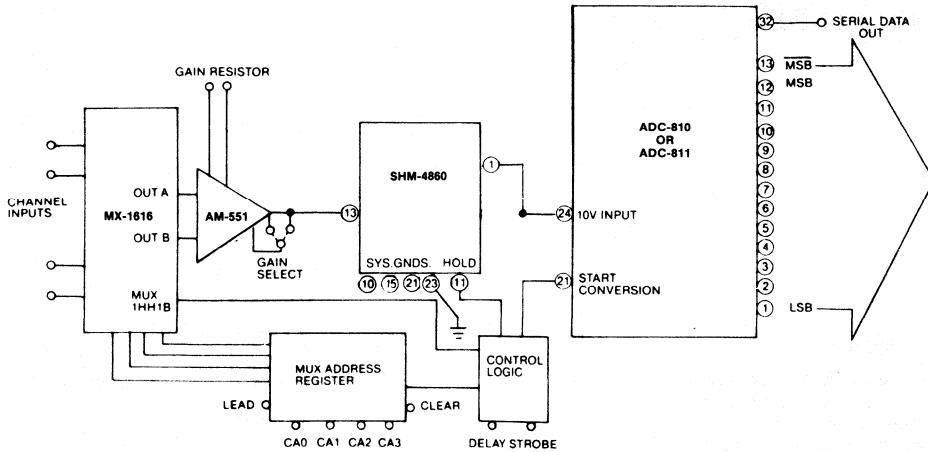 32
SERIAL DATA
OUT
13
MSB
12
MSB
GAIN RESISTOR
11
ADC-810
OR
ADC-811
10
9
SHM-4860
1
8
7
OUT A
CHANNEL
INPUTS
MX-1616
AM-551
13
24
10V INPUT
6
OUT B
5
GAIN
SELECT
SYS.GNDS.
HOLD
4
10
15
21
23
11
21
START
CONVERSION
3
2
MUX
1HH1B
1
LSB
MUX ADDRESS
REGISTER
CONTROL
LOGIC
LEAD
CLEAR
CA0
CA1
CA2
CA3
DELAY STROBE